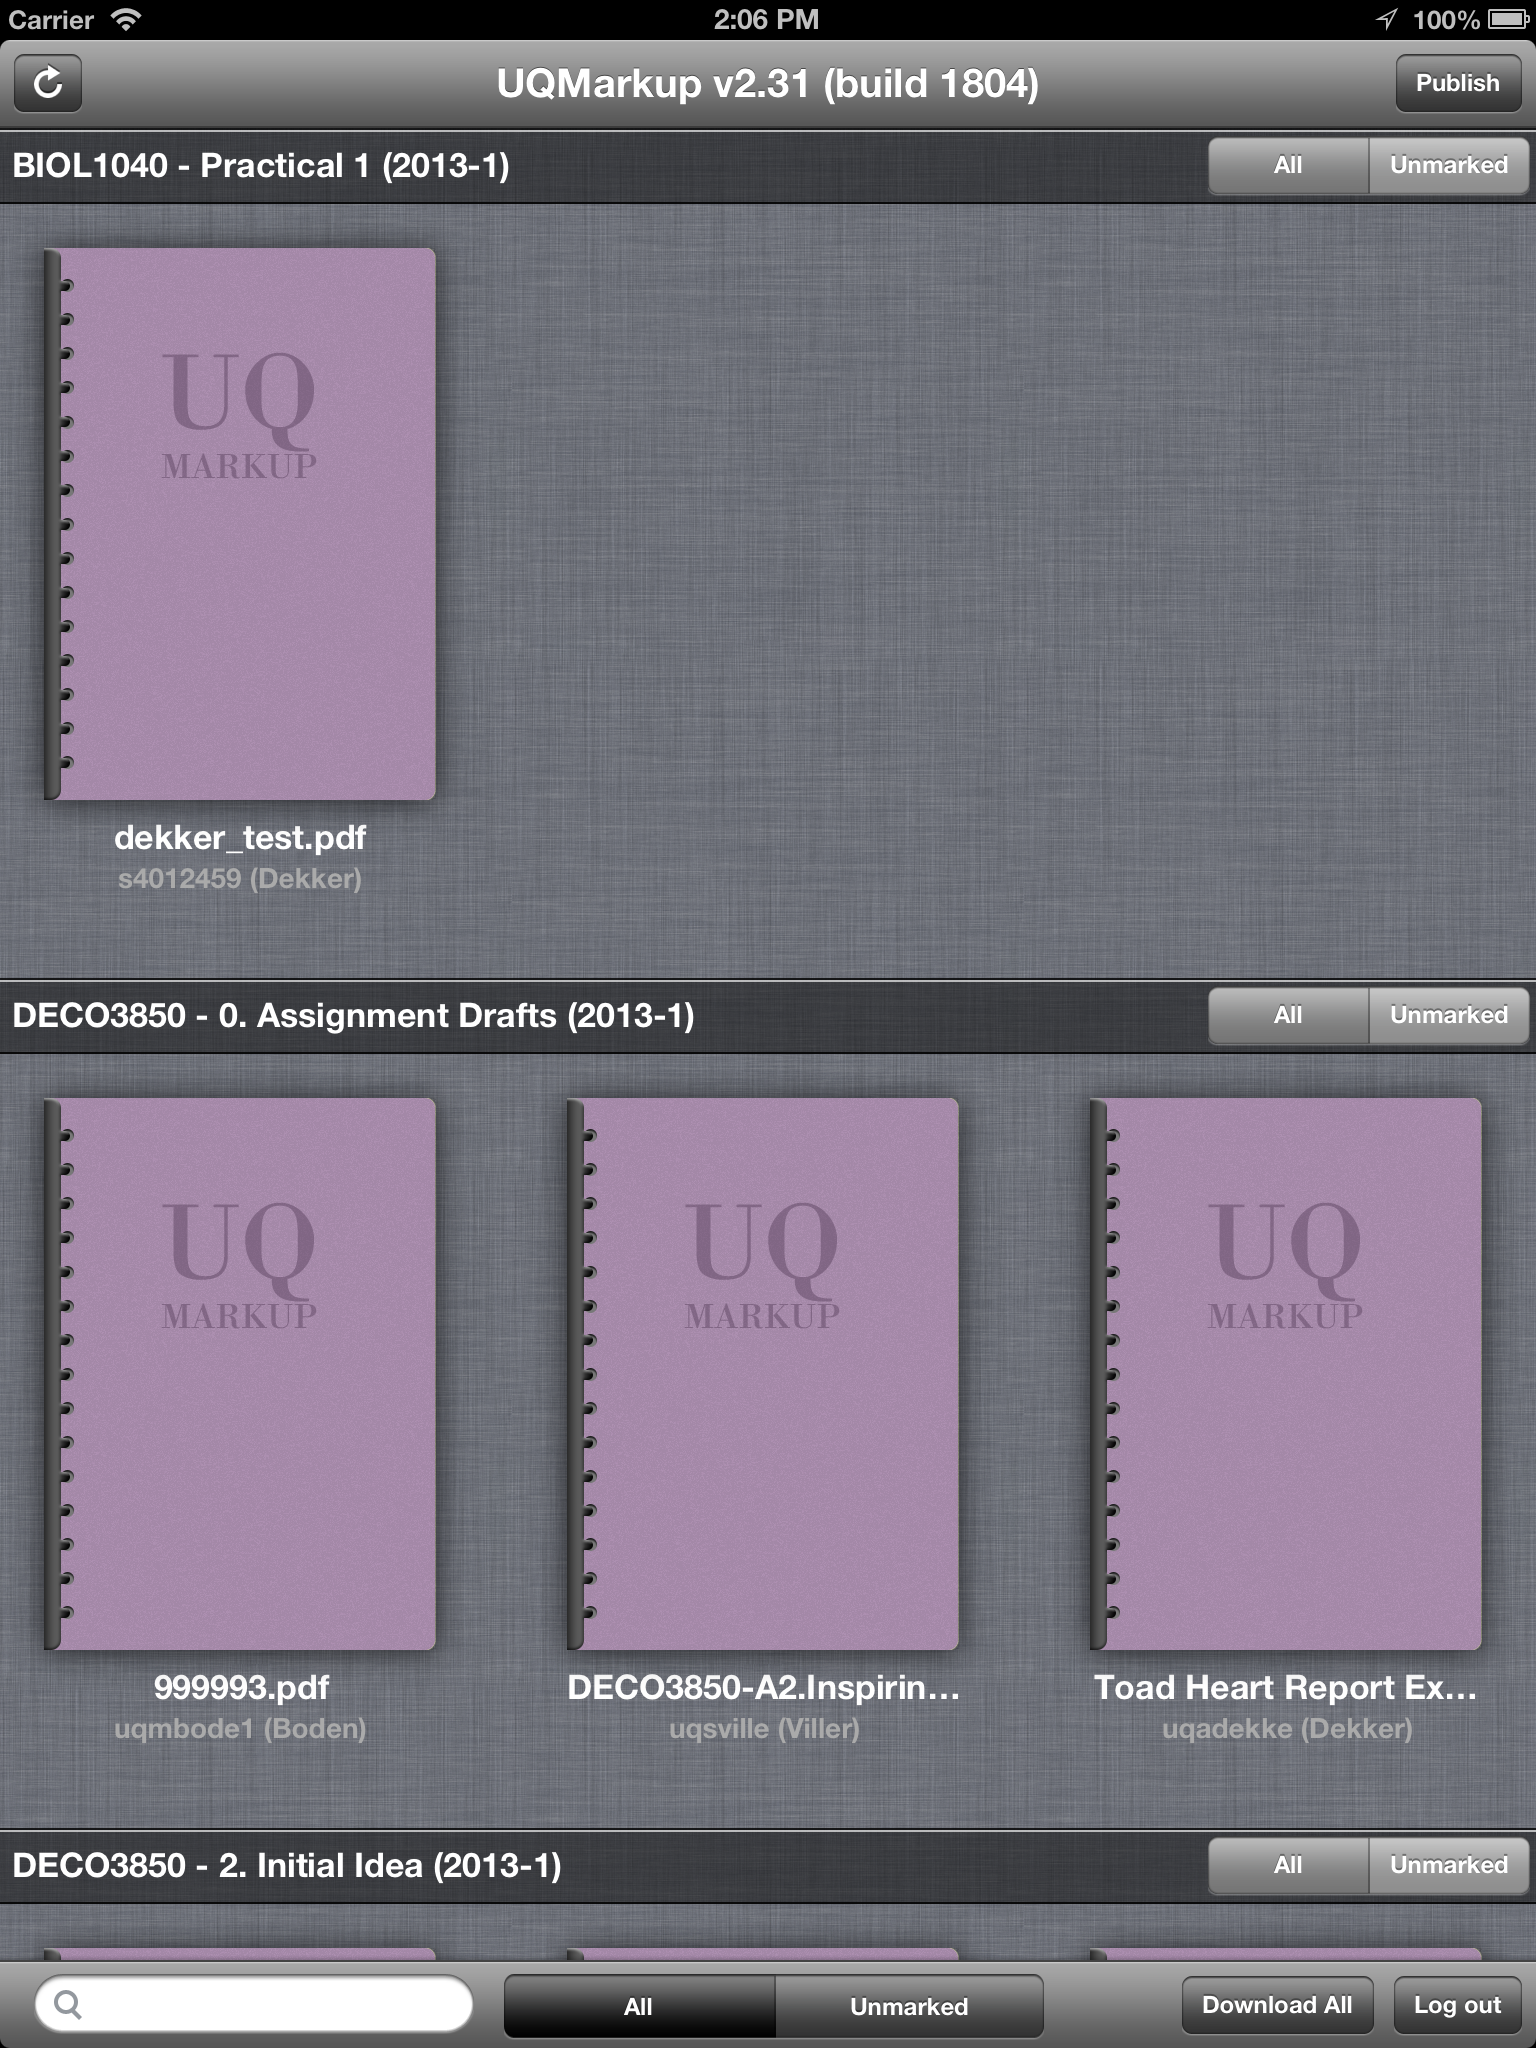 Carrier 2:06 PM 100%
UQMarkup v2.31 (build 1804) Publish
BIOL1040 - Practical 1 (2013-1) All Unmarked
UQ
MARKUP
dekker_test.pdf
s4012459 (Dekker)
DECO3850 - 0. Assignment Drafts (2013-1) All Unmarked
UQ UQ UQ
MARKUP MARKUP MARKUP
999993.pdf DECO3850-A2.Inspirin... Toad Heart Report Ex...
uqmbode1 (Boden) uqsville (Viller) uqadekke (Dekker)
DECO3850 - 2. Initial Idea (2013-1) All Unmarked
All Unmarked Download All Log out